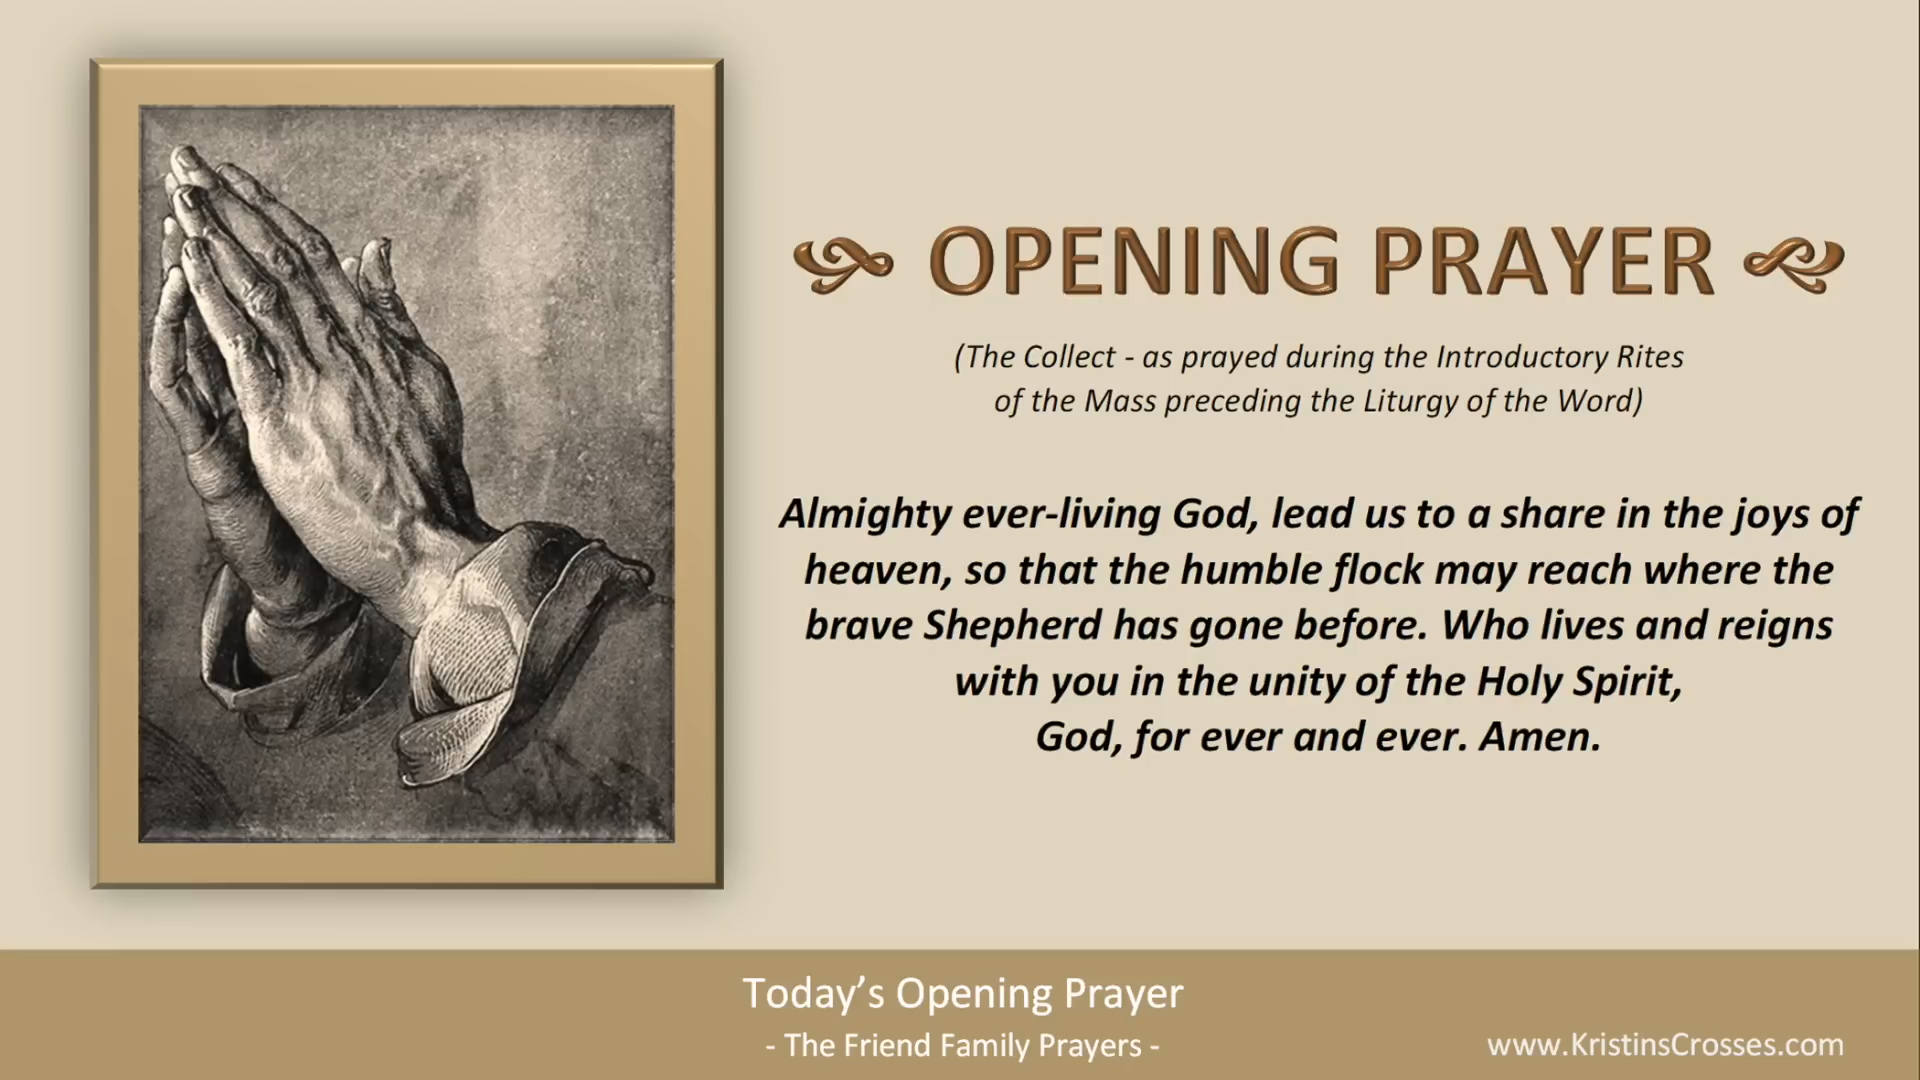 OPENING PRAYER
(The Collect - as prayed during the Introductory Rites
of the Mass preceding the Liturgy of the Word)
Almighty ever-living God, lead us to a share in the joys of
heaven, so that the humble flock may reach where the
brave Shepherd has gone before. Who lives and reigns
with you in the unity of the Holy Spirit,
God, for ever and ever. Amen.
Today’s Opening Prayer
- The Friend Family Prayers -
www.KristinsCrosses.com